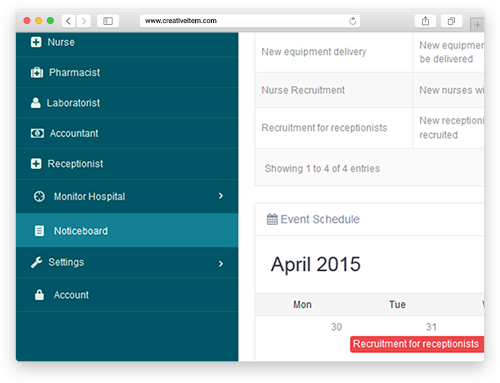 www.creativeitem.com
Nurse
Pharmacist
Laboratorist
Accountant
Receptionist
Monitor Hospital
Noticeboard
Settings
Account
New equipment delivery
New equipm
be delivered
Nurse Recruitment
New nurses wi
Recruitment for receptionists
New reception
recruited
Showing 1 to 4 of 4 entries
Event Schedule
April 2015
Mon
Tue
30
31
Recruitment for receptionists